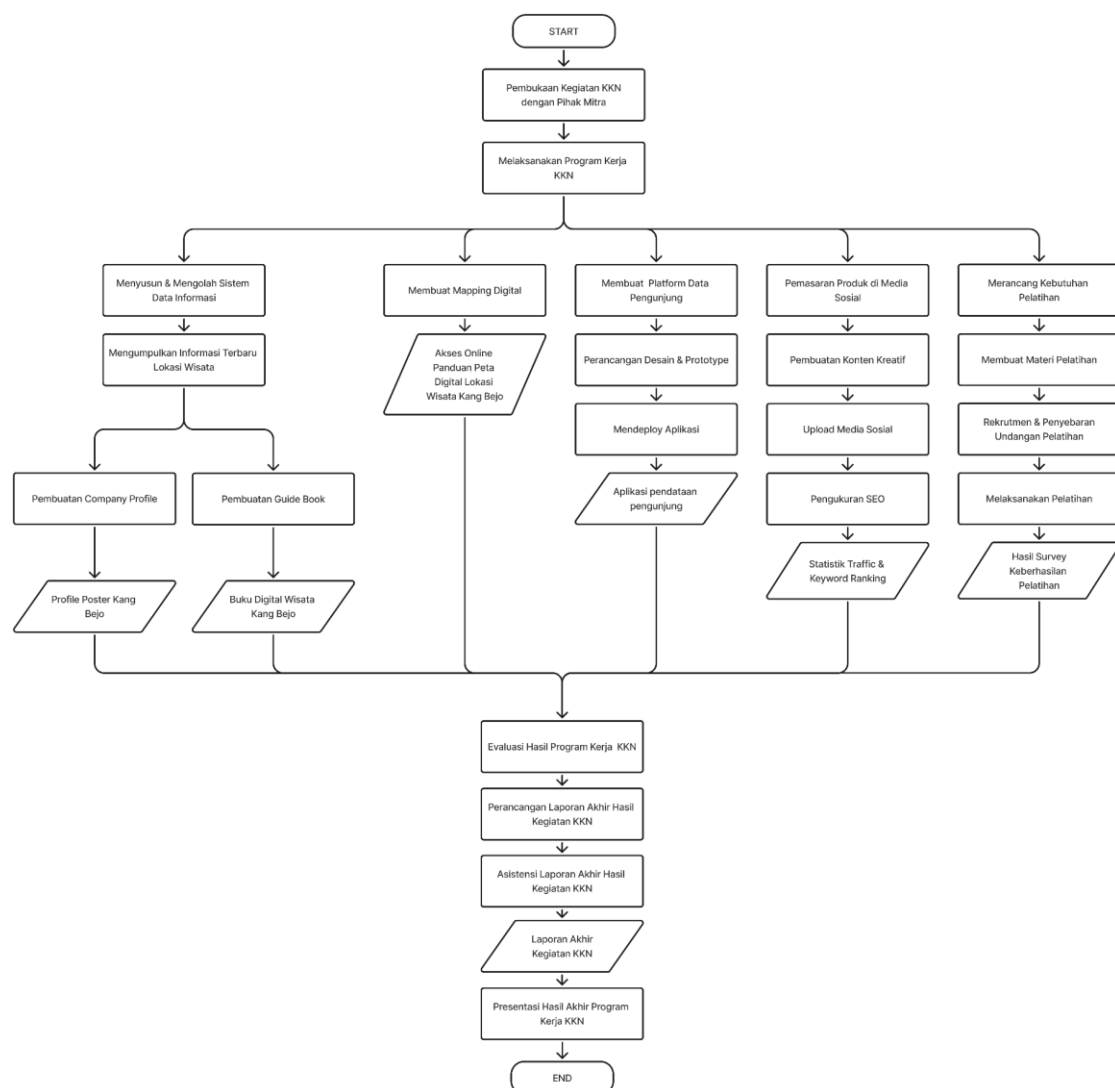 START
Pembukaan Kegiatan KKN
dengan Pihak Mitra
Melaksanakan Program Kerja
KKN
Menyusun & Mengolah Sistem
Data Informasi
Mengumpulkan Informasi Terbaru
Lokasi Wisata
Pembuatan Company Profile
Profile Poster Kang
Bejo
Pembuatan Guide Book
Buku Digital Wisata
Kang Bejo
Membuat Mapping Digital
Akses Online
Panduan Peta
Digital Lokasi
Wisata Kang Bejo
Membuat Platform Data
Pengunjung
Perancangan Desain & Prototype
Mendeploy Aplikasi
Aplikasi pendataan
pengunjung
Pemasaran Produk di Media
Sosial
Pembuatan Konten Kreatif
Upload Media Sosial
Pengukuran SEO
Statistik Traffic &
Keyword Ranking
Merancang Kebutuhan
Pelatihan
Membuat Materi Pelatihan
Rekrutmen & Penyebaran
Undangan Pelatihan
Melaksanakan Pelatihan
Hasil Survey
Keberhasilan
Pelatihan
Evaluasi Hasil Program Kerja KKN
Perancangan Laporan Akhir Hasil
Kegiatan KKN
Asistensi Laporan Akhir Hasil
Kegiatan KKN
Laporan Akhir
Kegiatan KKN
Presentasi Hasil Akhir Program
Kerja KKN
END